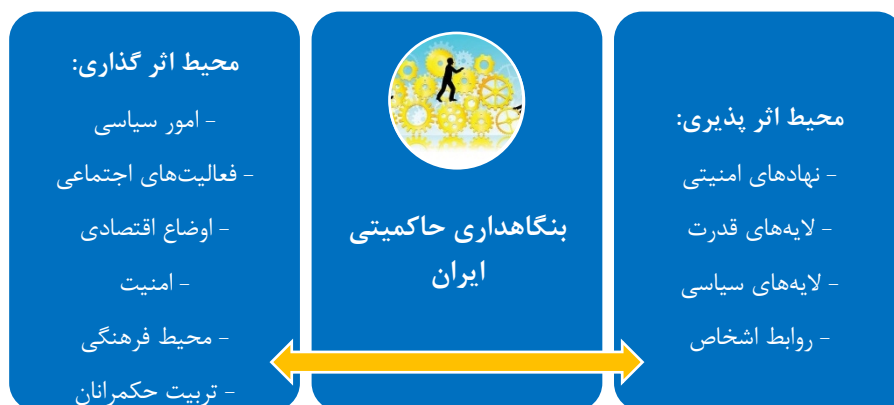 محیط اثر پذیری:
- نهادهای امنیتی
- لایه‌های قدرت
- لایه‌های سیاسی
- روابط اشخاص
بنگاهداری حاکمیتی
ایران
محیط اثر گذاری:
- امور سیاسی
- فعالیت‌های اجتماعی
- اوضاع اقتصادی
- امنیت
- محیط فرهنگی
- تربیت حکمرانان